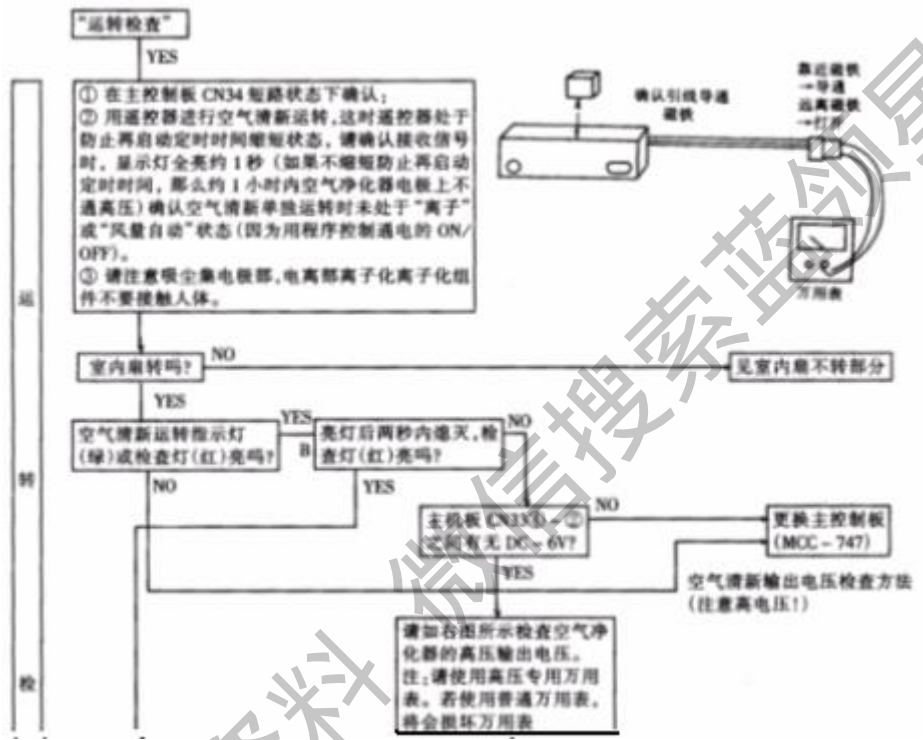 “运转检查”
YES
① 在主控制板 CN34 短路状态下确认;
② 用遥控器进行空气清新运转,这时遥控器处于
防止再启动定时时间缩短状态,请确认接收信号
时,显示灯全亮约 1 秒(如果不缩短防止再启动
定时时间,那么约 1 小时内空气净化器电极上不
通高压)确认空气清新单独运转时未处于“离子”
或“风量自动”状态(因为用程序控制通电的 ON/
OFF)。
③ 请注意吸尘集电极部,电离部离子化离子化组
件不要接触人体。
确认引线导通
磁铁
靠近磁铁
→导通
远离磁铁
→打开
万用表
室内扇转吗?
NO
见室内扇不转部分
YES
空气清新运转指示灯
(绿)或检查灯(红)亮吗?
YES
B
亮灯后两秒内熄灭,检
查灯(红)亮吗?
NO
NO
YES
主机板 CN33①~②
之间有无 DC~6V?
NO
更换主控制板
(MCC-747)
YES
空气清新输出电压检查方法
(注意高电压!)
请如右图所示检查空气净
化器的高压输出电压。
注:请使用高压专用万用
表。若使用普通万用表,
将会损坏万用表
运
转
检
资料 微信搜索蓝领星